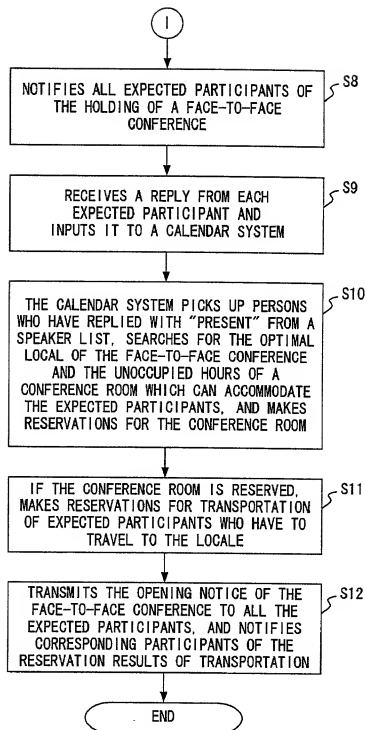 I
NOTIFIES ALL EXPECTED PARTICIPANTS OF
THE HOLDING OF A FACE-TO-FACE
CONFERENCE
S8
RECEIVES A REPLY FROM EACH
EXPECTED PARTICIPANT AND
INPUTS IT TO A CALENDAR SYSTEM
S9
THE CALENDAR SYSTEM PICKS UP PERSONS
WHO HAVE REPLIED WITH "PRESENT" FROM A
SPEAKER LIST, SEARCHES FOR THE OPTIMAL
LOCAL OF THE FACE-TO-FACE CONFERENCE
AND THE UNOCCUPIED HOURS OF A
CONFERENCE ROOM WHICH CAN ACCOMMODATE
THE EXPECTED PARTICIPANTS, AND MAKES
RESERVATIONS FOR THE CONFERENCE ROOM
S10
IF THE CONFERENCE ROOM IS RESERVED,
MAKES RESERVATIONS FOR TRANSPORTATION
OF EXPECTED PARTICIPANTS WHO HAVE TO
TRAVEL TO THE LOCALE
S11
TRANSMITS THE OPENING NOTICE OF THE
FACE-TO-FACE CONFERENCE TO ALL THE
EXPECTED PARTICIPANTS, AND NOTIFIES
CORRESPONDING PARTICIPANTS OF THE
RESERVATION RESULTS OF TRANSPORTATION
S12
END